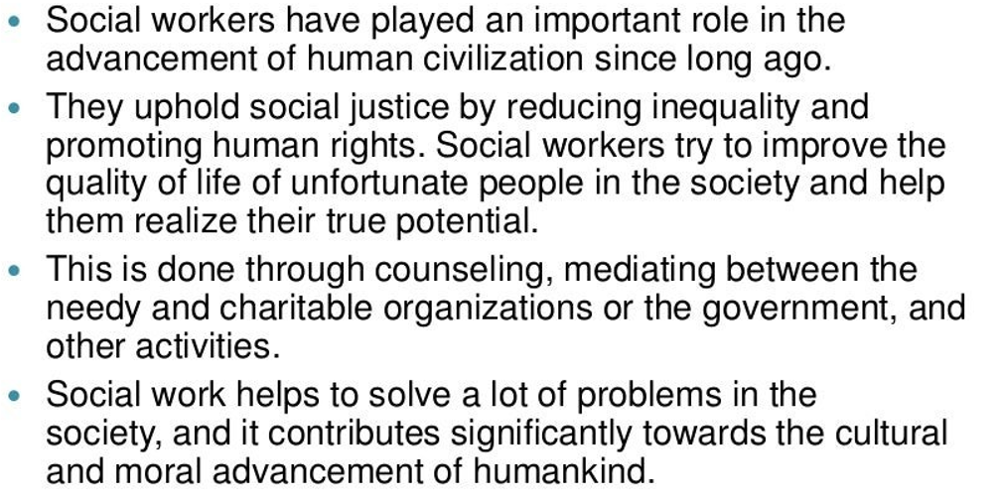 • Social workers have played an important role in the
advancement of human civilization since long ago.
• They uphold social justice by reducing inequality and
promoting human rights. Social workers try to improve the
quality of life of unfortunate people in the society and help
them realize their true potential.
• This is done through counseling, mediating between the
needy and charitable organizations or the government, and
other activities.
• Social work helps to solve a lot of problems in the
society, and it contributes significantly towards the cultural
and moral advancement of humankind.